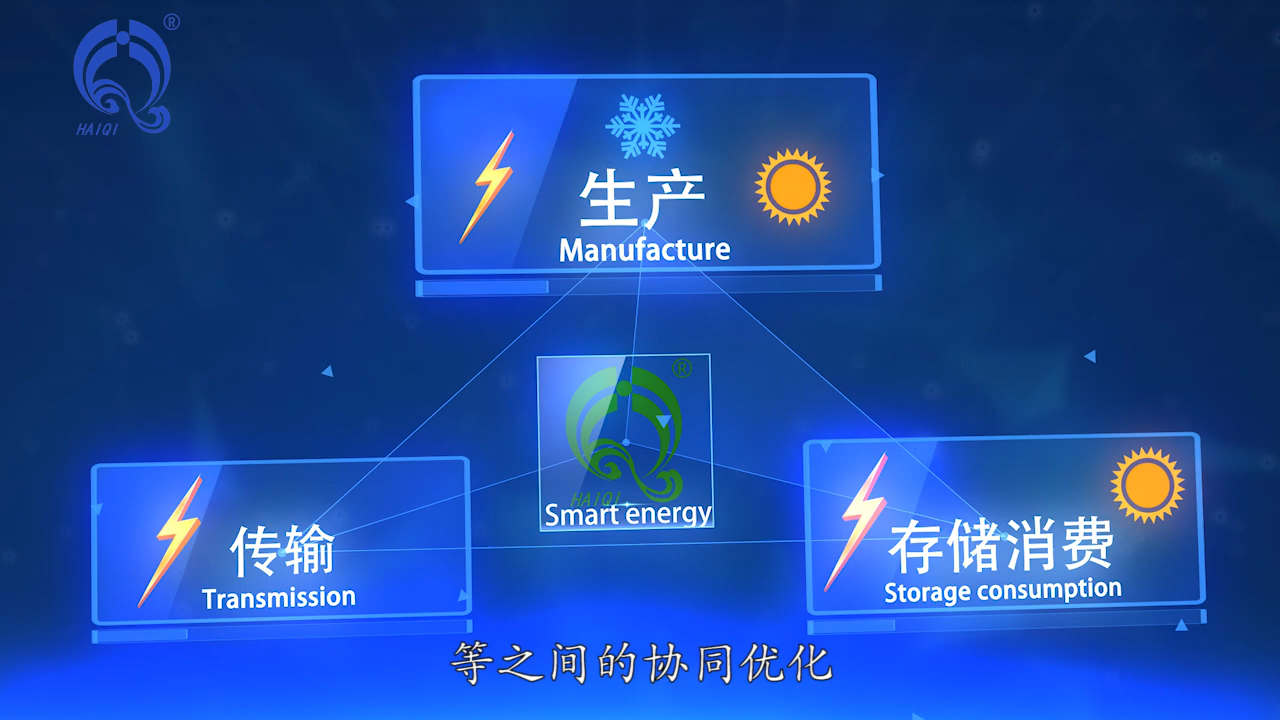 ®
HAIQI
生产
Manufacture
®
HAIQI
Smart energy
传输
Transmission
存储消费
Storage consumption
等之间的协同优化